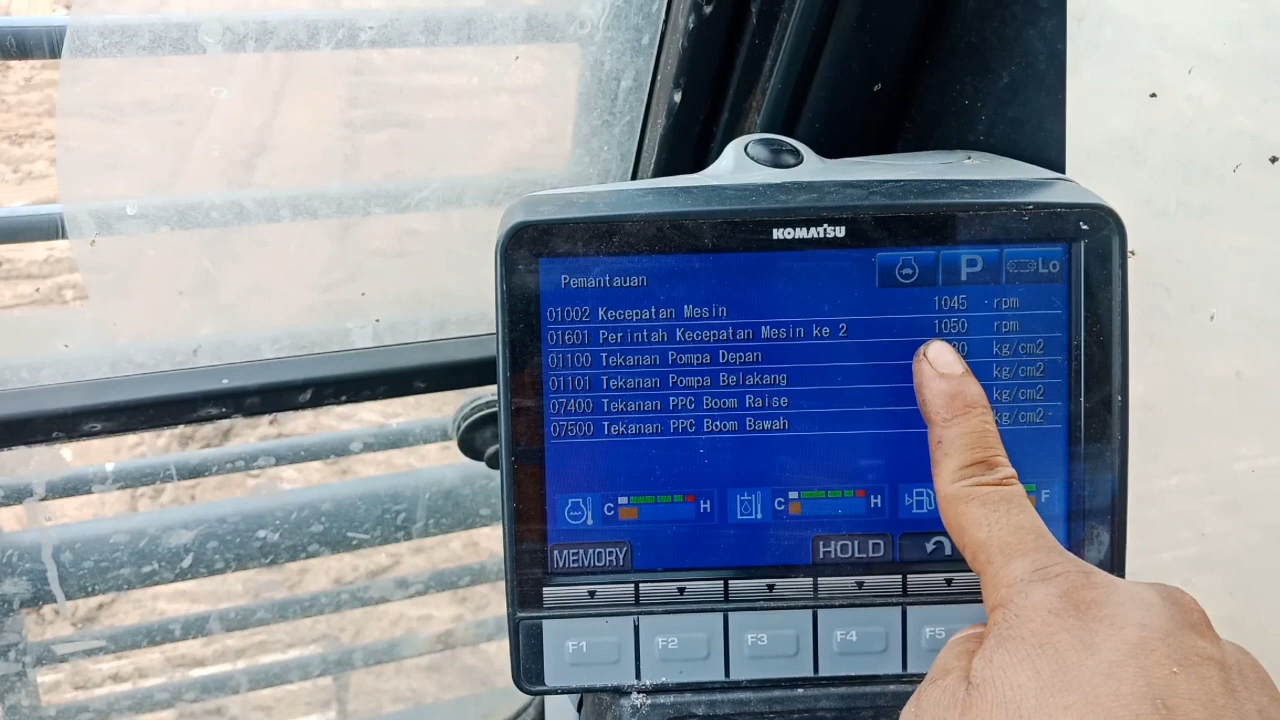 KOMATSU
Pemantauan
P
Lo
01002 Kecepatan Mesin 1045 rpm
01601 Perintah Kecepatan Mesin ke 2 1050 rpm
01100 Tekanan Pompa Depan kg/cm2
01101 Tekanan Pompa Belakang kg/cm2
07400 Tekanan PPC Boom Raise kg/cm2
07500 Tekanan PPC Boom Bawah kg/cm2
C H C H F
MEMORY HOLD
F1 F2 F3 F4 F5